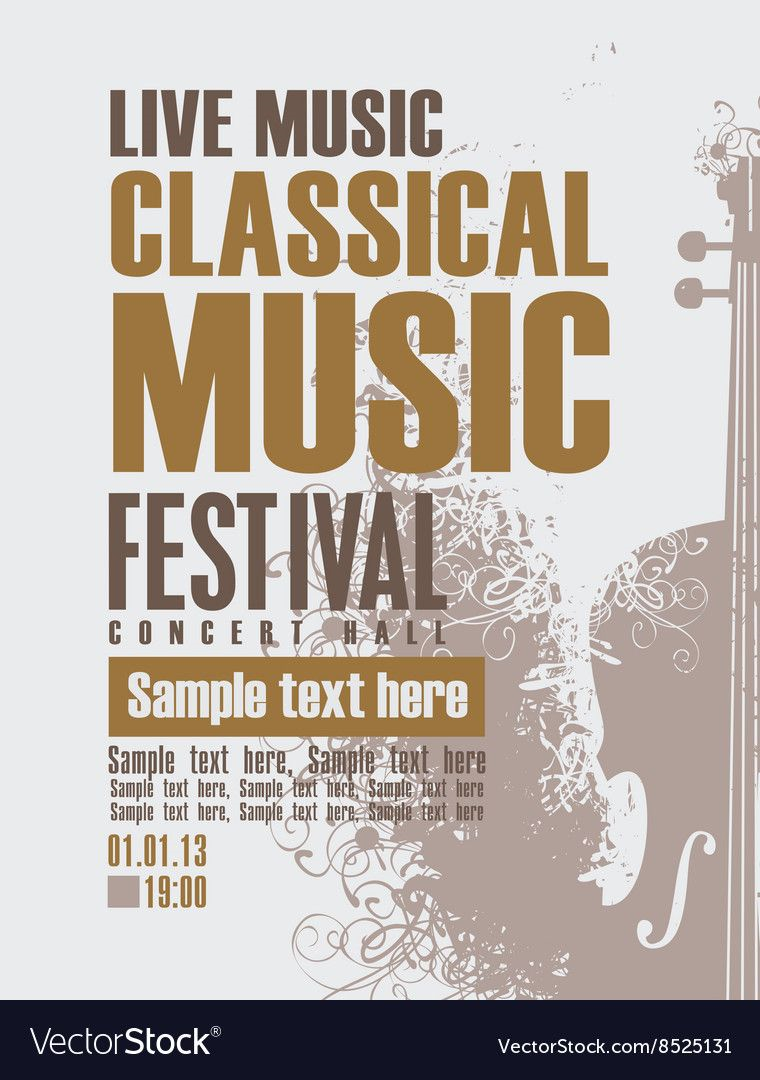 LIVE MUSIC
CLASSICAL
MUSIC
FESTIVAL
CONCERT HALL
Sample text here
Sample text here, Sample text here
Sample text here, Sample text here, Sample text here
Sample text here, Sample text here, Sample text here
01.01.13
19:00
VectorStock®
VectorStock.com/8525131